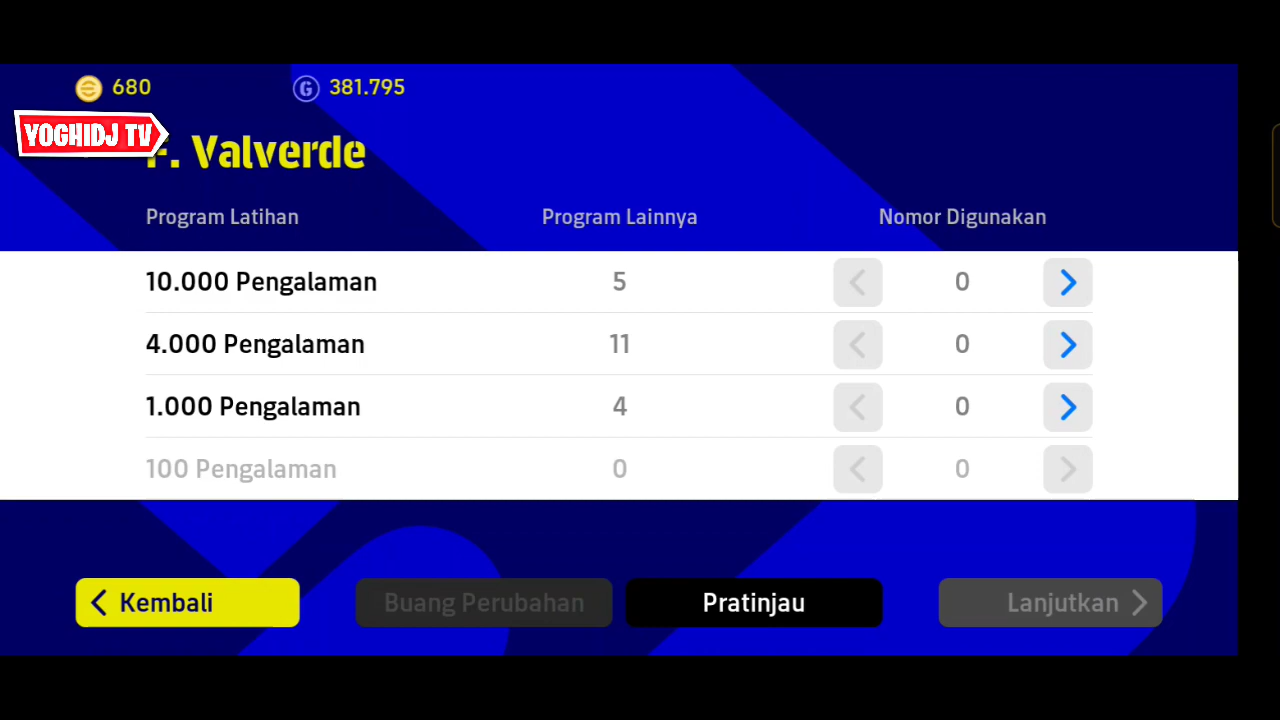 680 381.795
YOGHIDJ TV
F. Valverde
Program Latihan Program Lainnya Nomor Digunakan
10.000 Pengalaman 5 0
4.000 Pengalaman 11 0
1.000 Pengalaman 4 0
100 Pengalaman 0 0
Kembali Buang Perubahan Pratinjau Lanjutkan